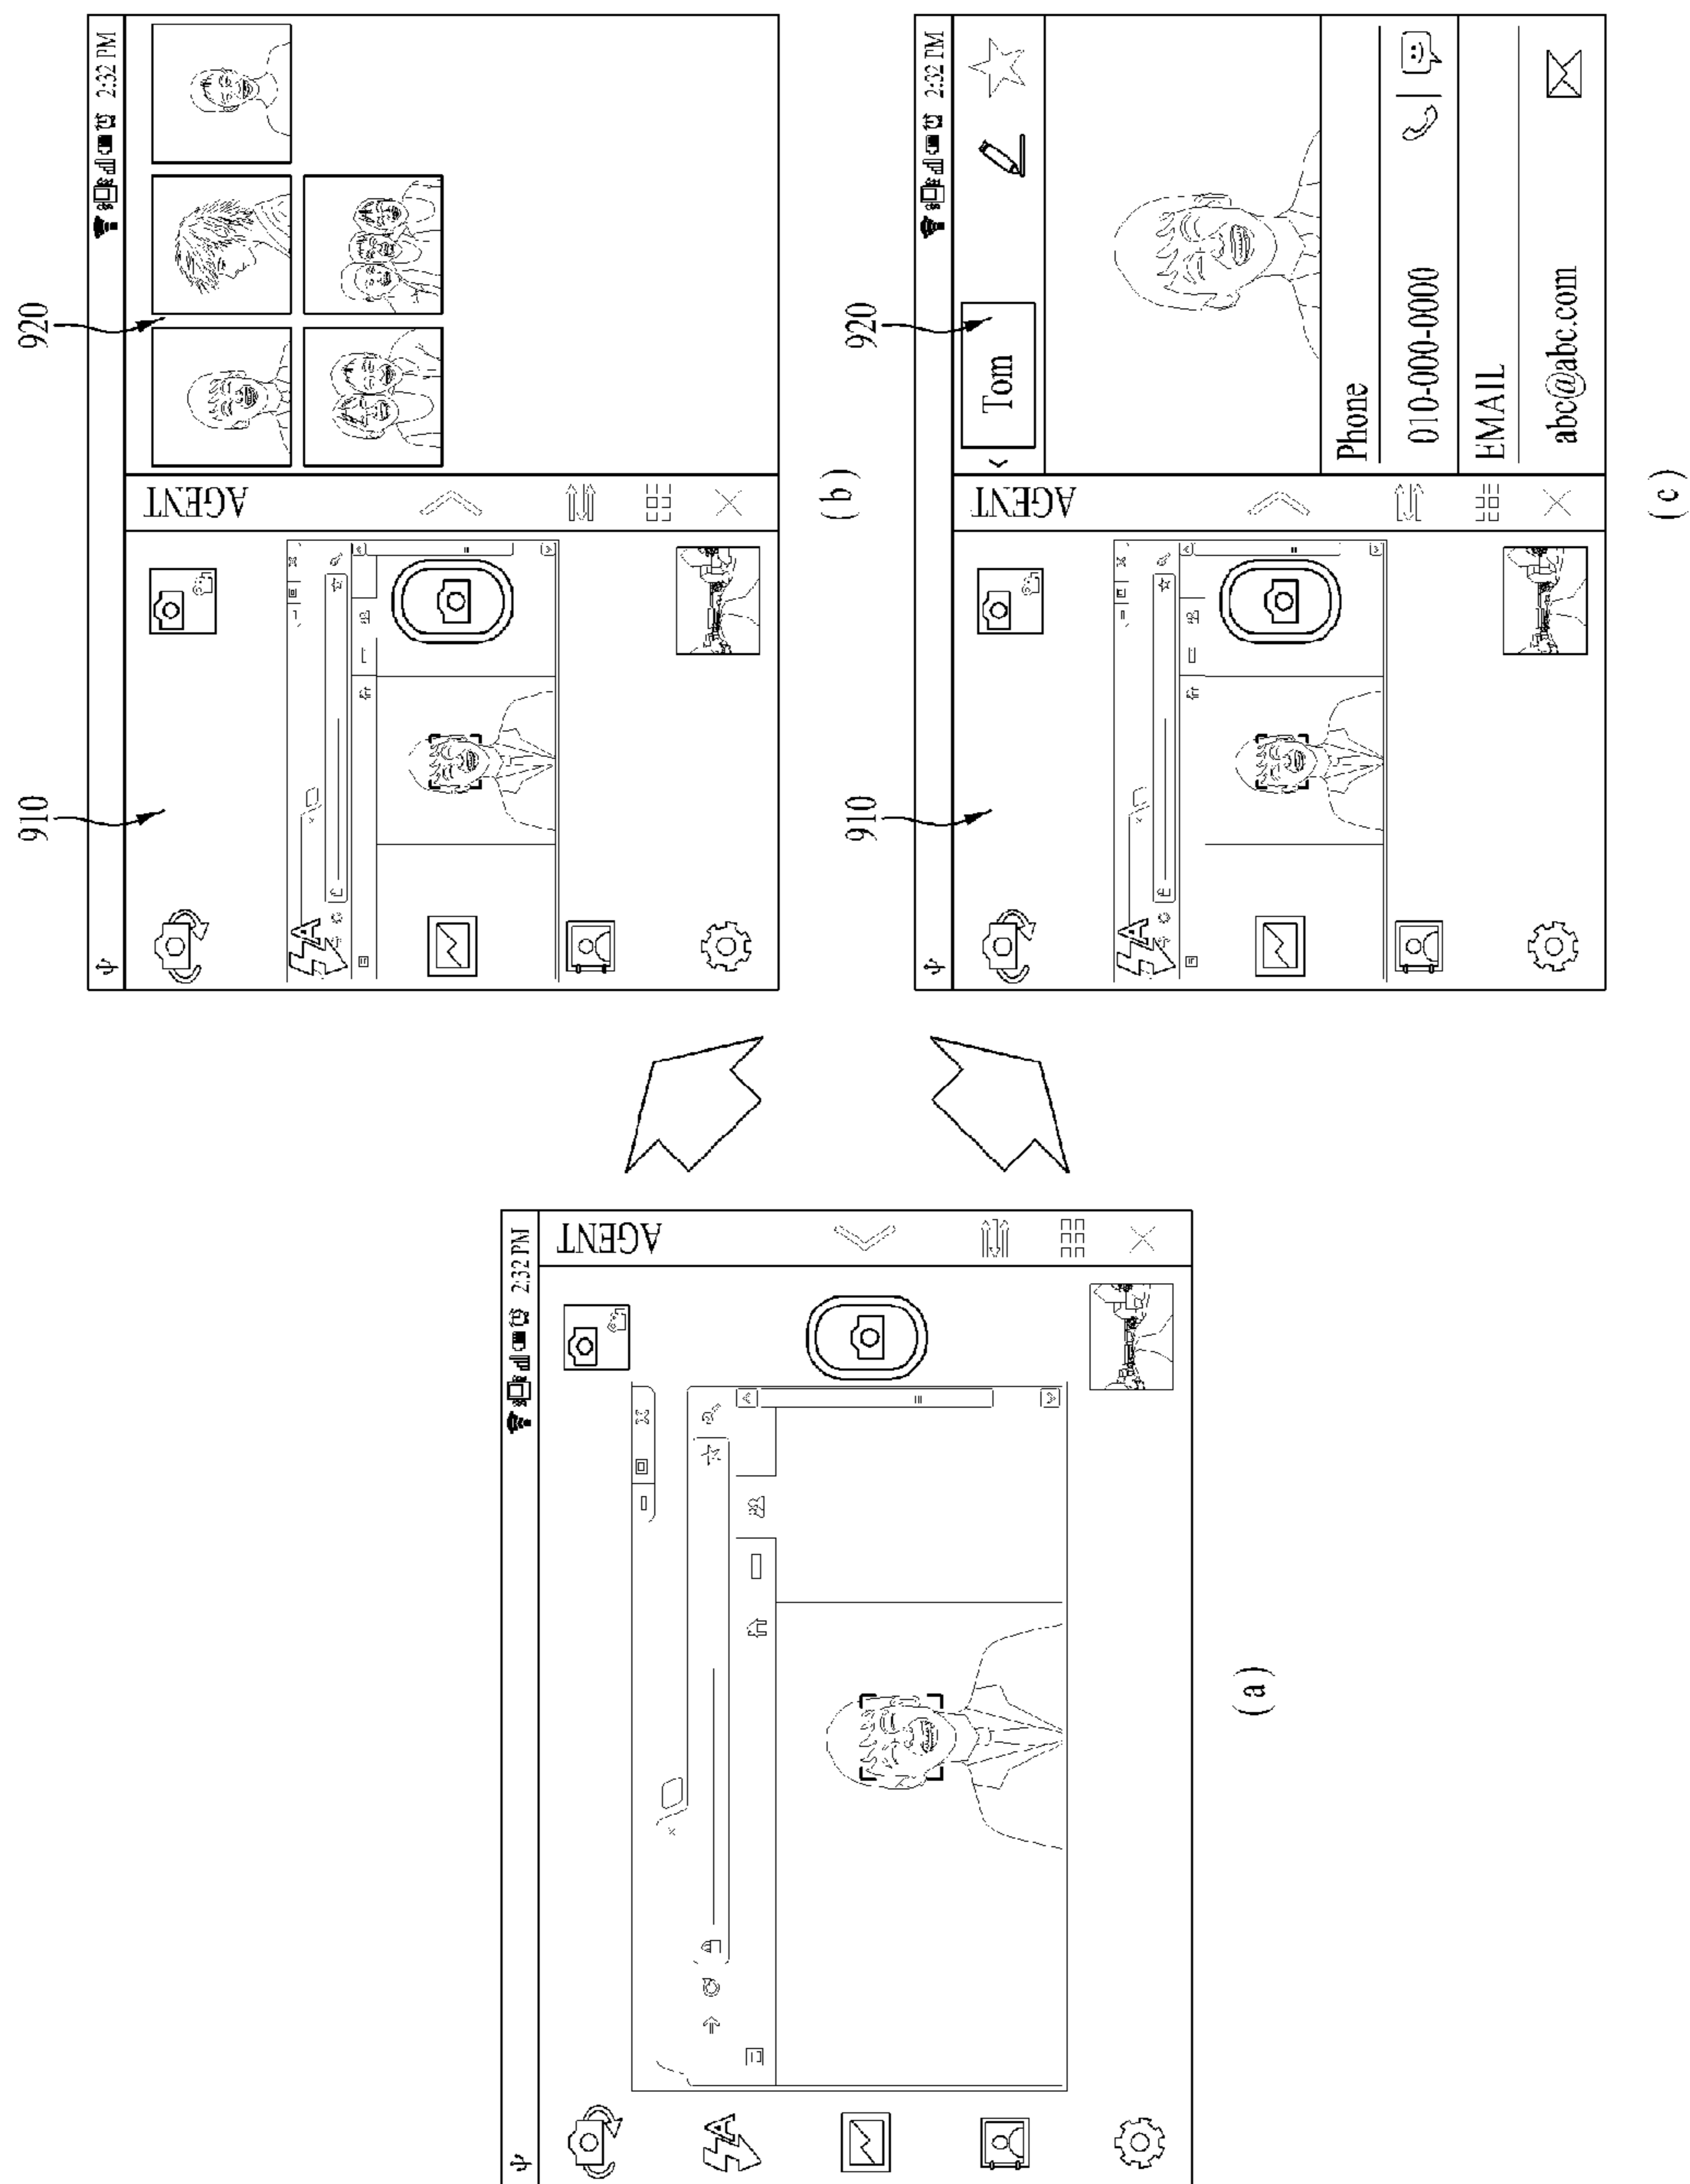 2:32 PM
AGENT
A
(a)
910
920
2:32 PM
AGENT
A
(b)
910
920
2:32 PM
AGENT
A
Tom
Phone
010-000-0000
EMAIL
abc@abc.com
(c)